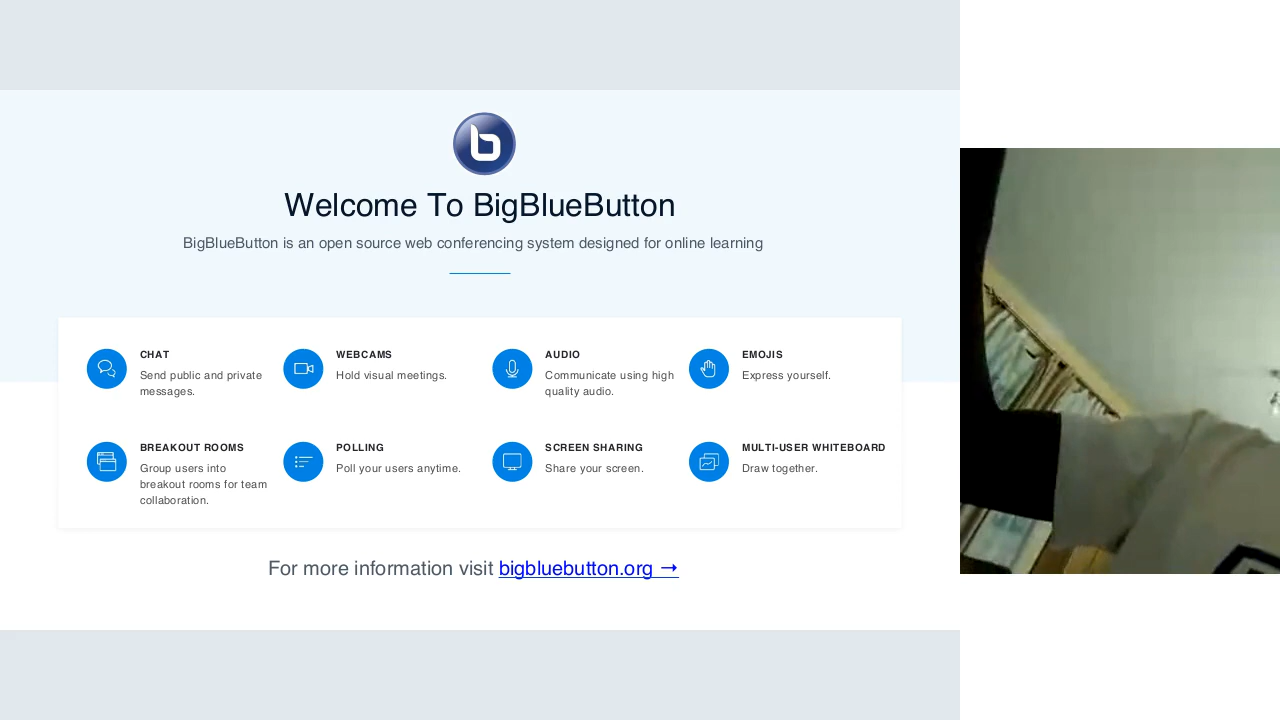 Welcome To BigBlueButton
BigBlueButton is an open source web conferencing system designed for online learning
CHAT
Send public and private
messages.
WEBCAMS
Hold visual meetings.
AUDIO
Communicate using high
quality audio.
EMOJIS
Express yourself.
BREAKOUT ROOMS
Group users into
breakout rooms for team
collaboration.
POLLING
Poll your users anytime.
SCREEN SHARING
Share your screen.
MULTI-USER WHITEBOARD
Draw together.
For more information visit bigbluebutton.org →